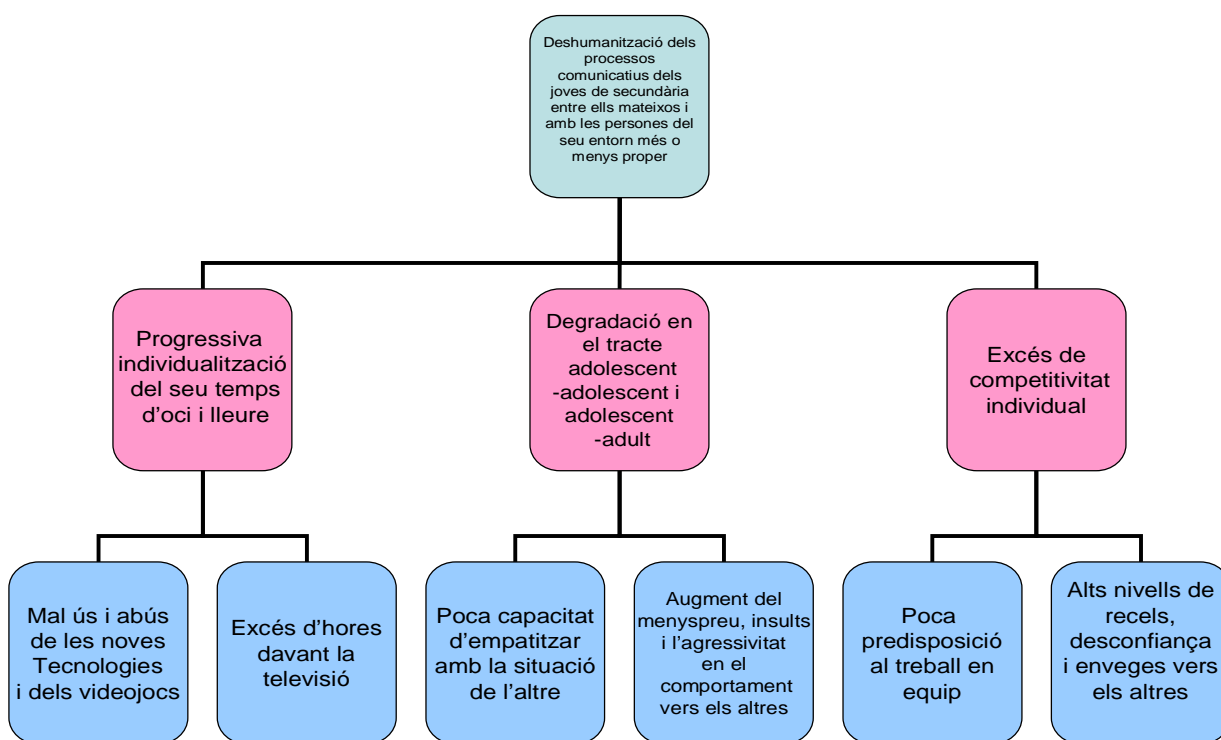 Deshumanització dels
processos
comunicatius dels
joves de secundària
entre ells mateixos i
amb les persones del
seu entorn més o
menys proper
Progressiva
individualització
del seu temps
d’oci i lleure
Degradació en
el tracte
adolescent
-adolescent i
adolescent
-adult
Excés de
competitivitat
individual
Mal ús i abús
de les noves
Tecnologies
i dels videojocs
Excés d’hores
davant la
televisió
Poca capacitat
d’empatitzar
amb la situació
de l’altre
Augment del
menyspreu, insults
i l’agressivitat
en el
comportament
vers els altres
Poca
predisposició
al treball en
equip
Alts nivells de
recels,
desconfiança
i enveges vers
els altres